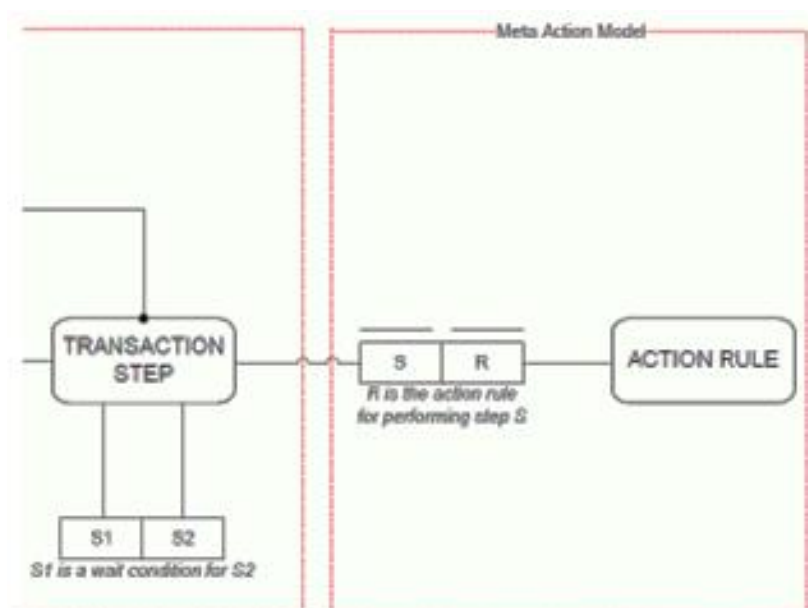 Meta Action Model
TRANSACTION
STEP
S R
R is the action rule
for performing step S
ACTION RULE
S1 S2
S1 is a wait condition for S2